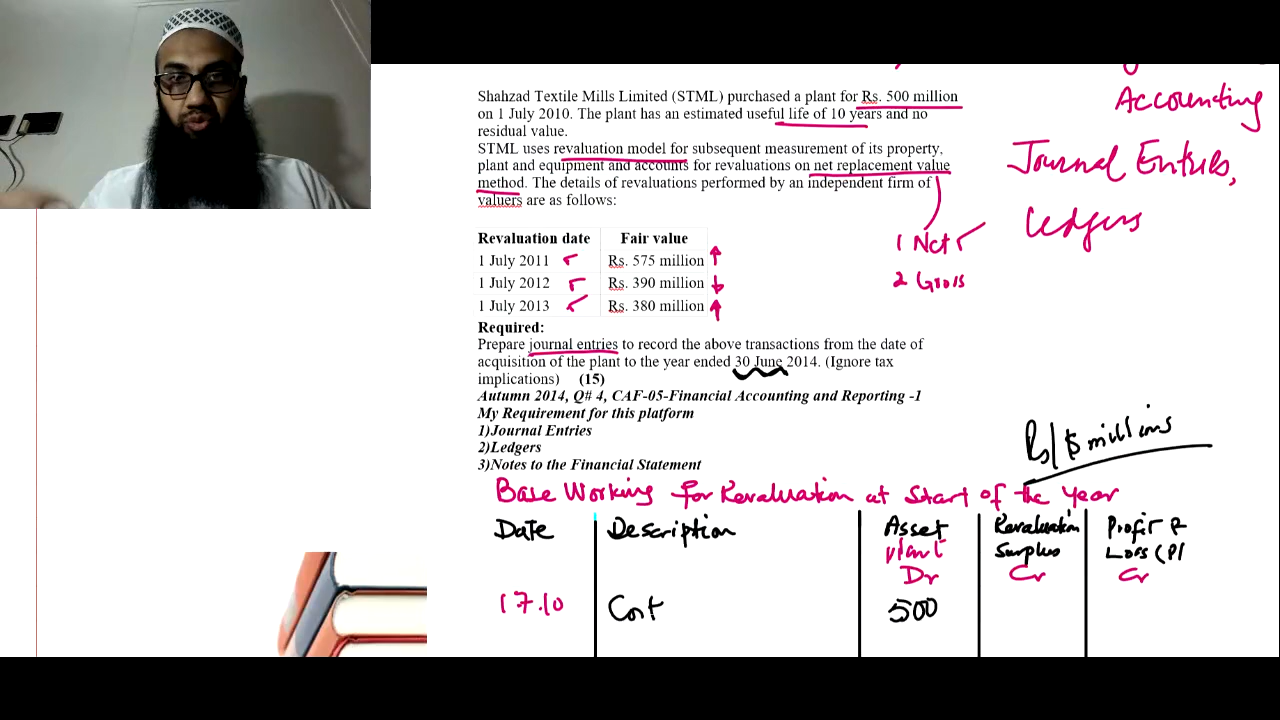 Accounting
Journal Entries,
Ledgers
Shahzad Textile Mills Limited (STML) purchased a plant for Rs. 500 million
on 1 July 2010. The plant has an estimated useful life of 10 years and no
residual value.
STML uses revaluation model for subsequent measurement of its property,
plant and equipment and accounts for revaluations on net replacement value
method. The details of revaluations performed by an independent firm of
valuers are as follows:
1 Net
2 Gross
Revaluation date Fair value
1 July 2011 Rs. 575 million
1 July 2012 Rs. 390 million
1 July 2013 Rs. 380 million
Required:
Prepare journal entries to record the above transactions from the date of
acquisition of the plant to the year ended 30 June 2014. (Ignore tax
implications) (15)
Autumn 2014, Q# 4, CAF-05-Financial Accounting and Reporting -1
My Requirement for this platform
1)Journal Entries
2)Ledgers
3)Notes to the Financial Statement
Rs/$ millions
Base Working for Revaluation at start of the year
Date Description Asset Revaluation Profit &
Plant Surplus Loss (P/
Dr Cr Cr
1.7.10 Cost 500